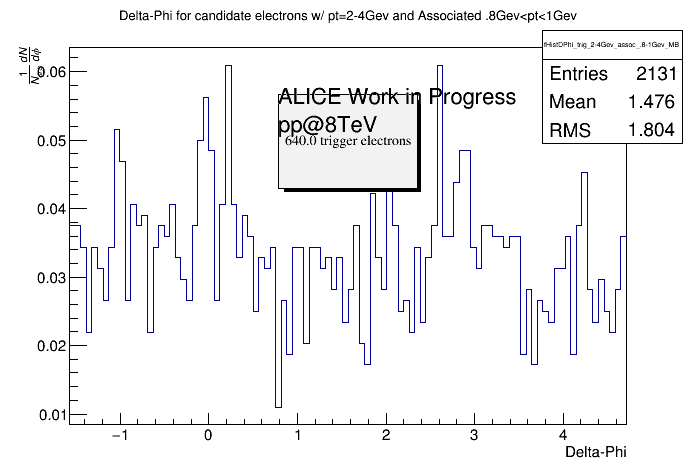 Delta-Phi for candidate electrons w/ pt=2-4Gev and Associated .8Gev<pt<1Gev
fHistDPhi_trig_2-4Gev_assoc_.8-1Gev_MB
Entries 2131
Mean 1.476
RMS 1.804
ALICE Work in Progress
pp@8TeV
640.0 trigger electrons
0.06
0.05
0.04
0.03
0.02
0.01
−1 0 1 2 3 4
Delta-Phi